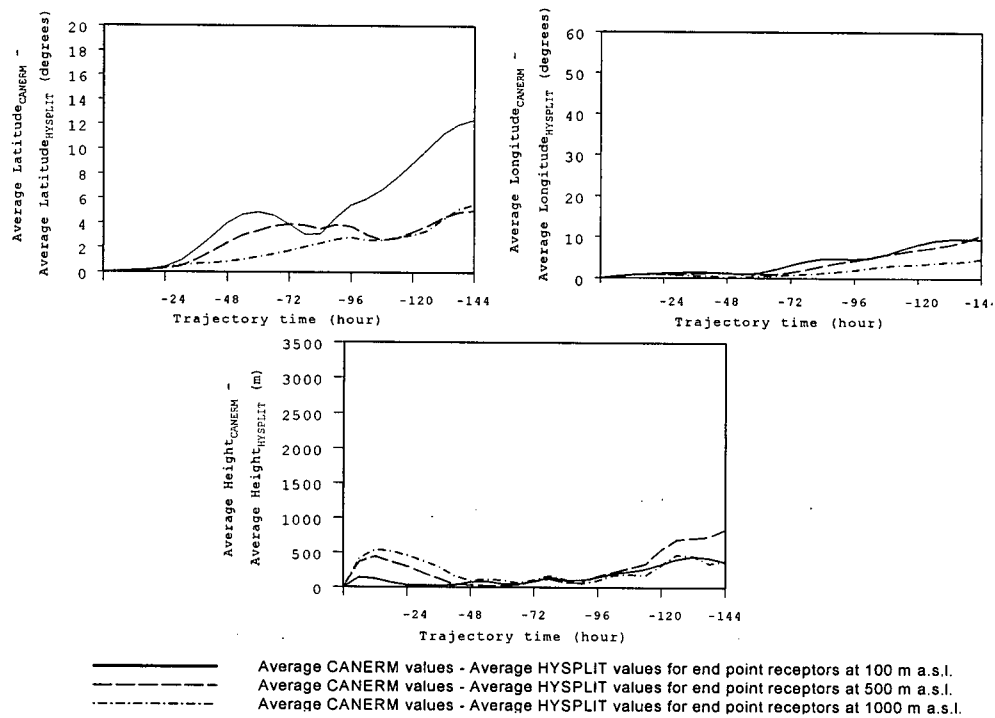 Average Latitude_CANERM –
Average Latitude_HYSPLIT (degrees)
20
18
16
14
12
10
8
6
4
2
0
-24 -48 -72 -96 -120 -144
Trajectory time (hour)
Average Longitude_CANERM –
Average Longitude_HYSPLIT (degrees)
60
50
40
30
20
10
0
-24 -48 -72 -96 -120 -14
Trajectory time (hour)
Average Height_CANERM –
Average Height_HYSPLIT (m)
3500
3000
2500
2000
1500
1000
500
0
-24 -48 -72 -96 -120 -144
Trajectory time (hour)
Average CANERM values - Average HYSPLIT values for end point receptors at 100 m a.s.l.
Average CANERM values - Average HYSPLIT values for end point receptors at 500 m a.s.l.
Average CANERM values - Average HYSPLIT values for end point receptors at 1000 m a.s.l.